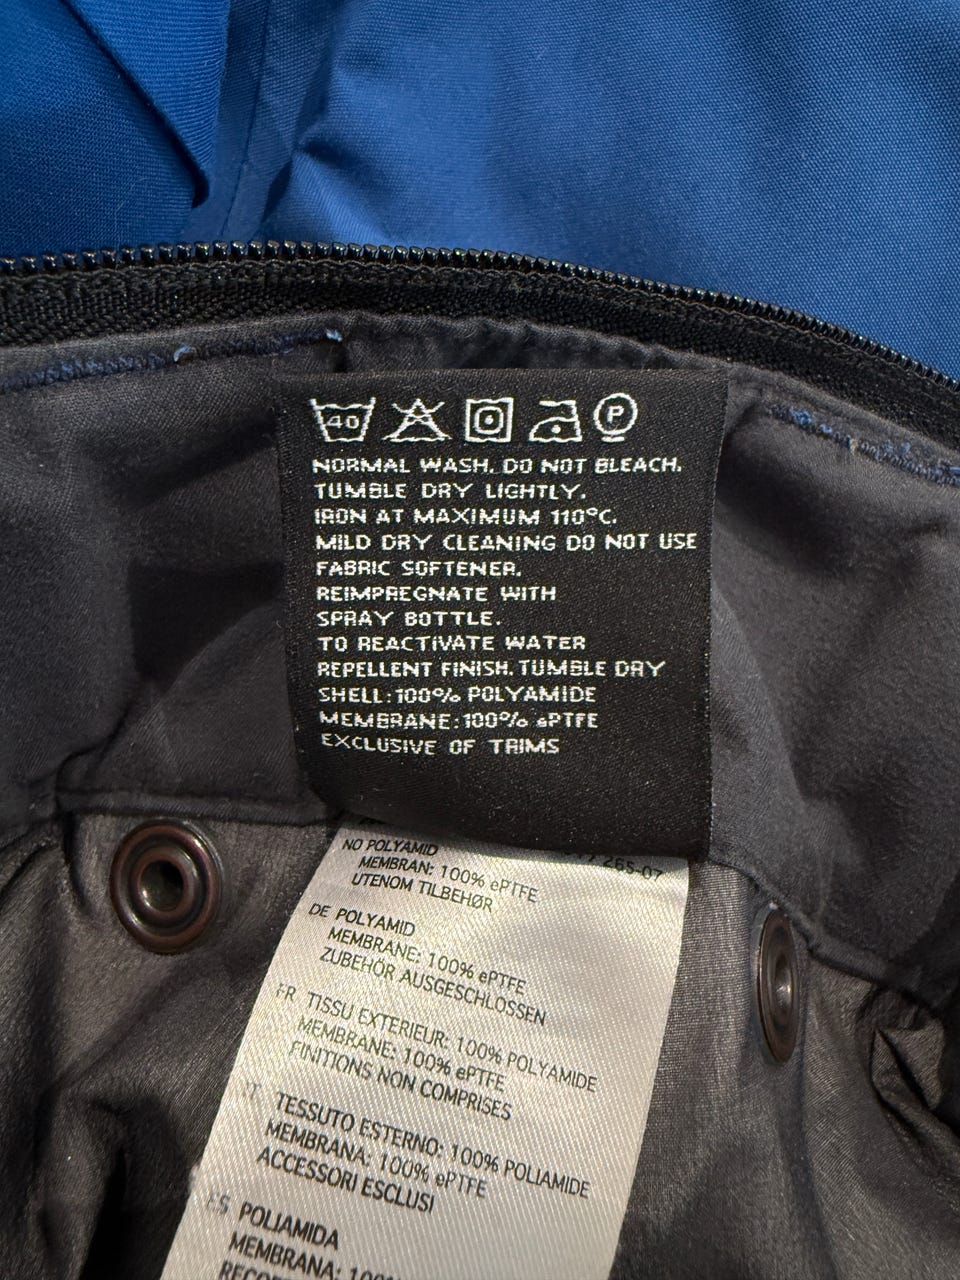 40 P
NORMAL WASH. DO NOT BLEACH.
TUMBLE DRY LIGHTLY.
IRON AT MAXIMUM 110°C.
MILD DRY CLEANING DO NOT USE
FABRIC SOFTENER.
REIMPREGNATE WITH
SPRAY BOTTLE.
TO REACTIVATE WATER
REPELLENT FINISH. TUMBLE DRY
SHELL: 100% POLYAMIDE
MEMBRANE: 100% ePTFE
EXCLUSIVE OF TRIMS
265-07
NO POLYAMID
MEMBRAN: 100% ePTFE
UTENOM TILBEHØR
DE POLYAMID
MEMBRANE: 100% ePTFE
ZUBEHÖR AUSGESCHLOSSEN
FR TISSU EXTERIEUR: 100% POLYAMIDE
MEMBRANE: 100% ePTFE
FINITIONS NON COMPRISES
TESSUTO ESTERNO: 100% POLIAMIDE
MEMBRANA: 100% ePTFE
ACCESSORI ESCLUSI
ES POLIAMIDA
MEMBRANA: 100%